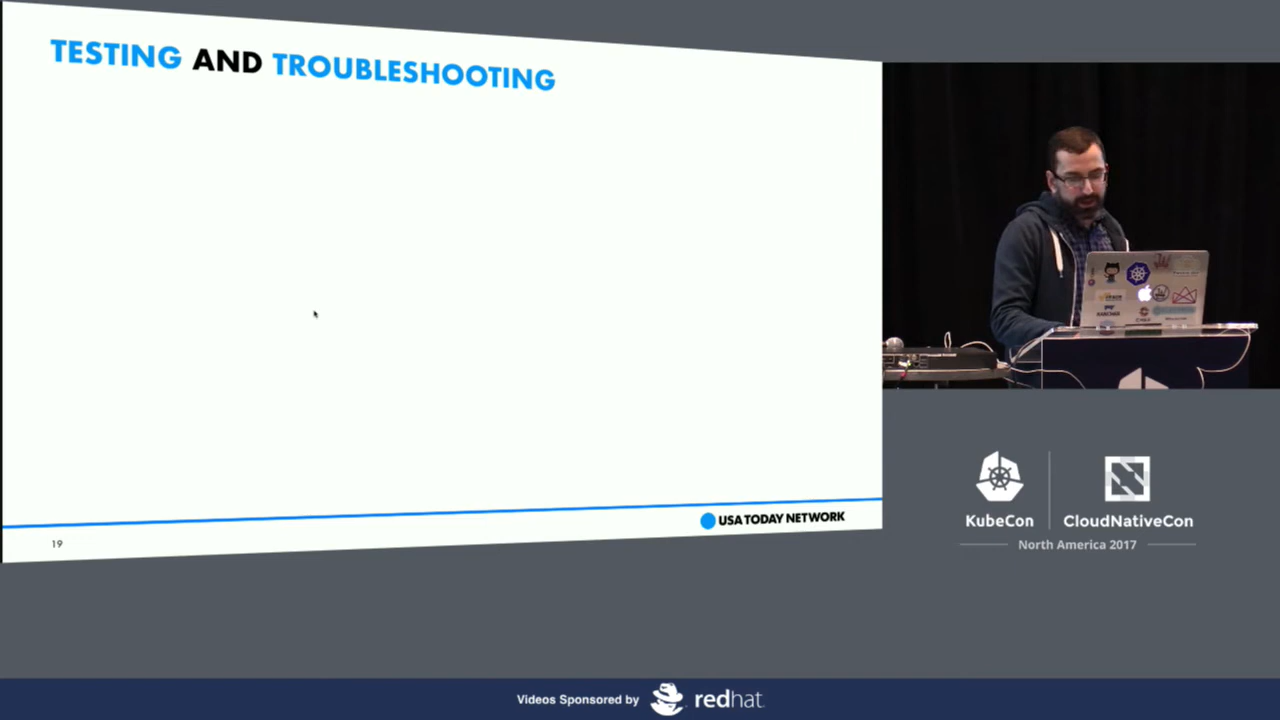 TESTING AND TROUBLESHOOTING
USA TODAY NETWORK
19
KubeCon
CloudNativeCon
North America 2017
Videos Sponsored by
redhat.